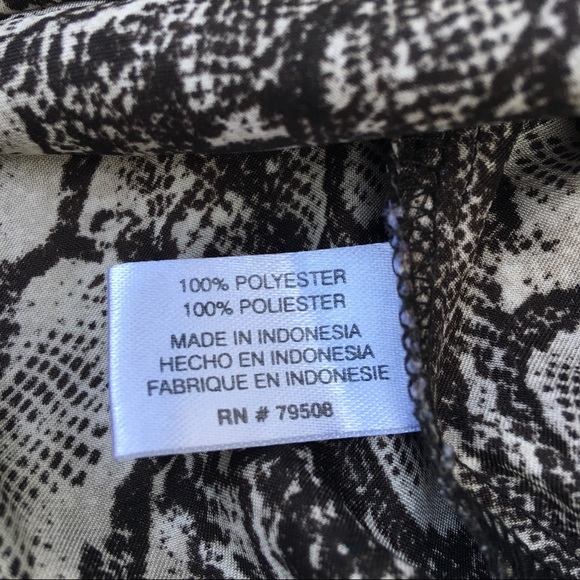 100% POLYESTER
100% POLIESTER
MADE IN INDONESIA
HECHO EN INDONESIA
FABRIQUE EN INDONESIE
RN # 79508